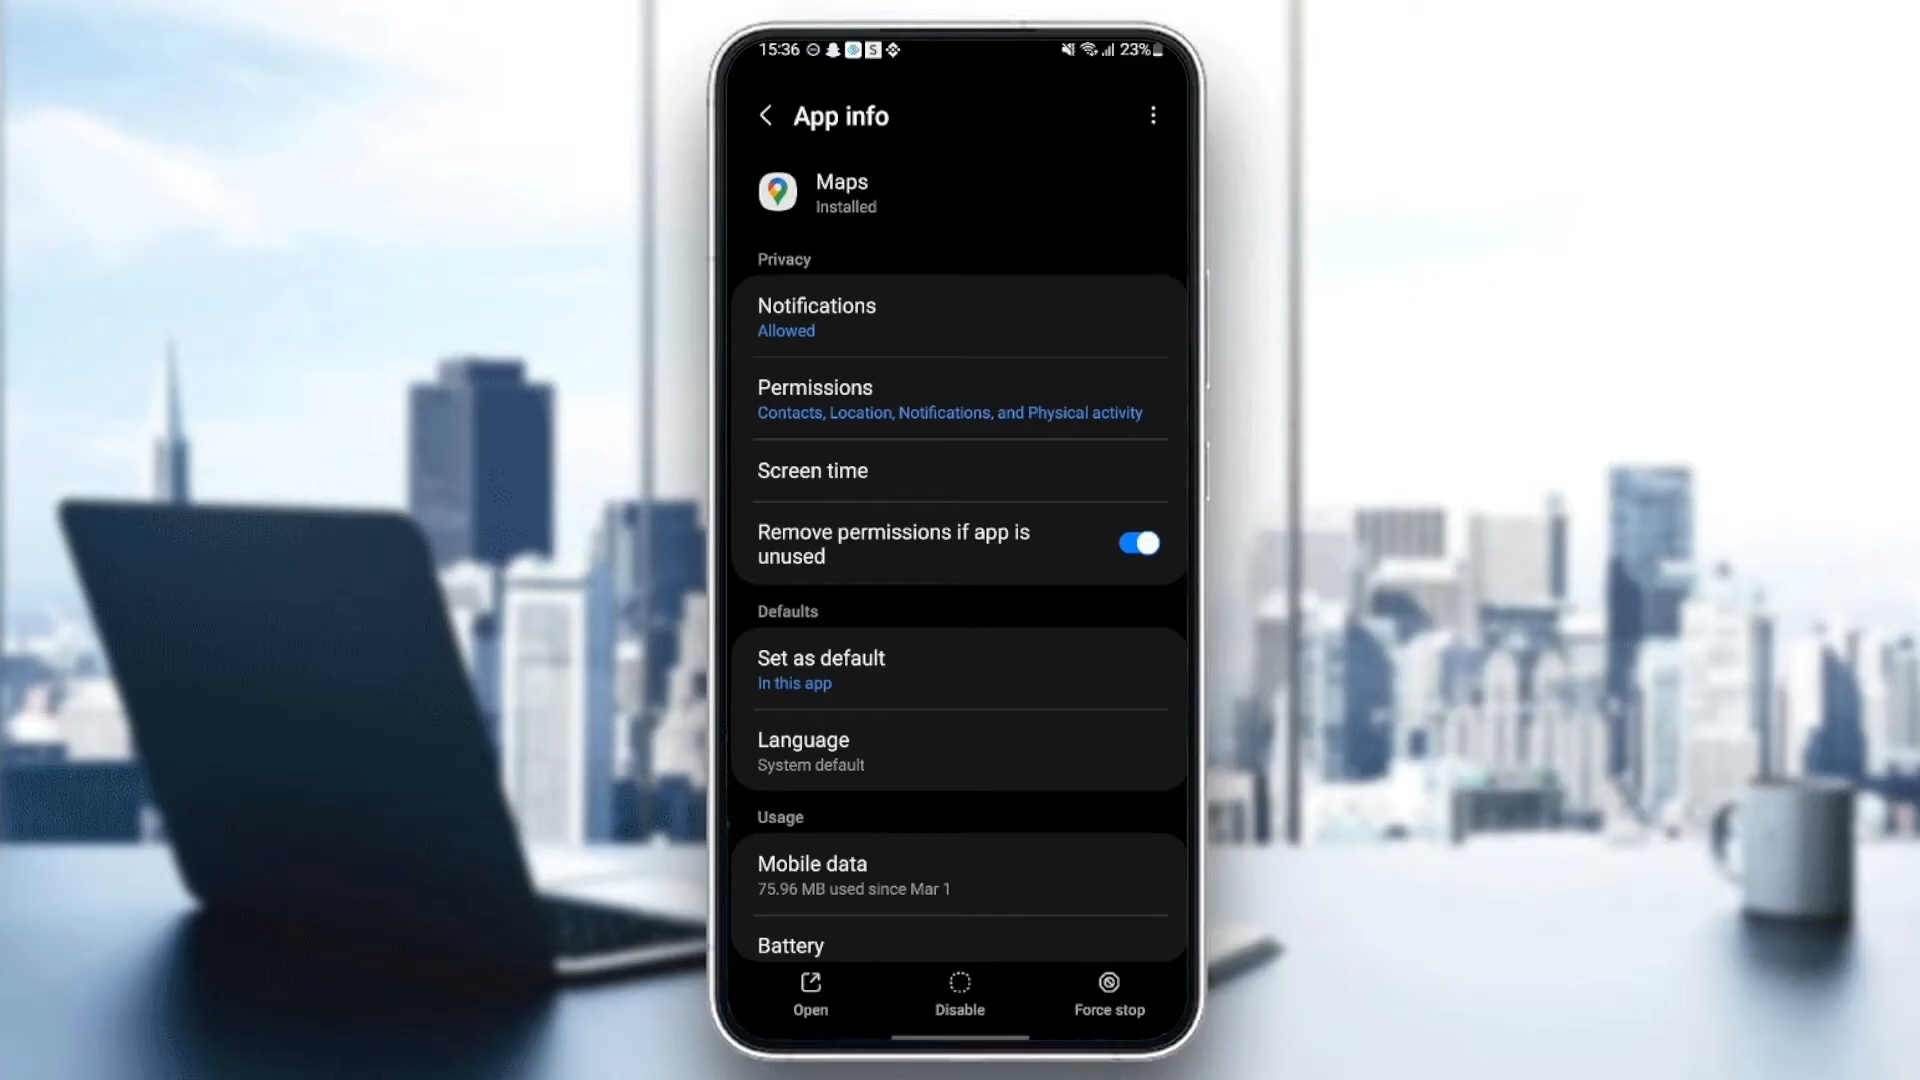 15:36 S 23%
App info
Maps
Installed
Privacy
Notifications
Allowed
Permissions
Contacts, Location, Notifications, and Physical activity
Screen time
Remove permissions if app is
unused
Defaults
Set as default
In this app
Language
System default
Usage
Mobile data
75.96 MB used since Mar 1
Battery
Open Disable Force stop